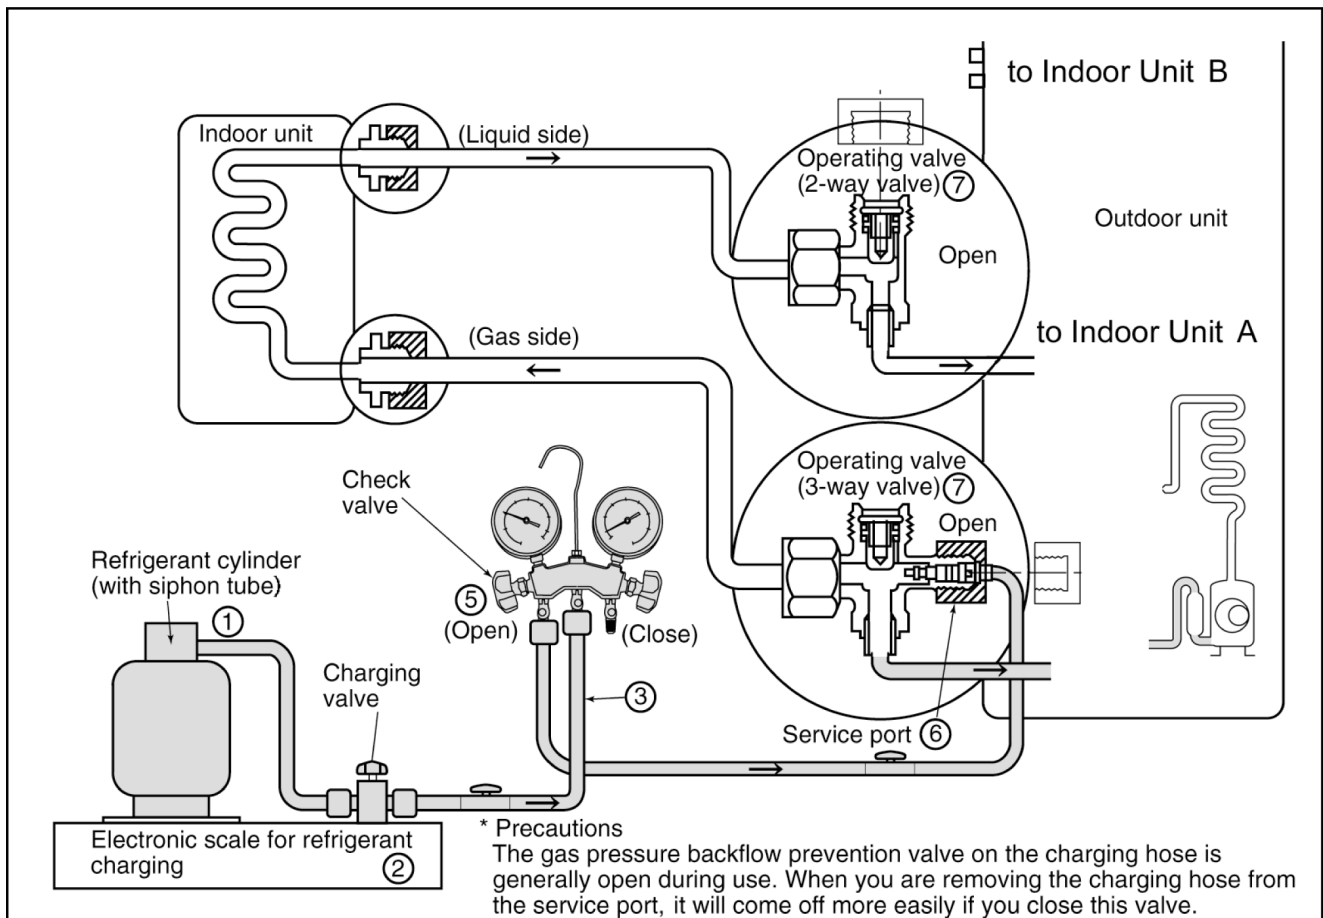 to Indoor Unit B
Indoor unit
(Liquid side)
Operating valve
(2-way valve) ⑦
Outdoor unit
Open
(Gas side)
to Indoor Unit A
Operating valve
(3-way valve) ⑦
Open
Check
valve
Refrigerant cylinder
(with siphon tube)
①
⑤
(Open)
(Close)
Charging
valve
③
Service port ⑥
Electronic scale for refrigerant
charging ②
* Precautions
The gas pressure backflow prevention valve on the charging hose is
generally open during use. When you are removing the charging hose from
the service port, it will come off more easily if you close this valve.